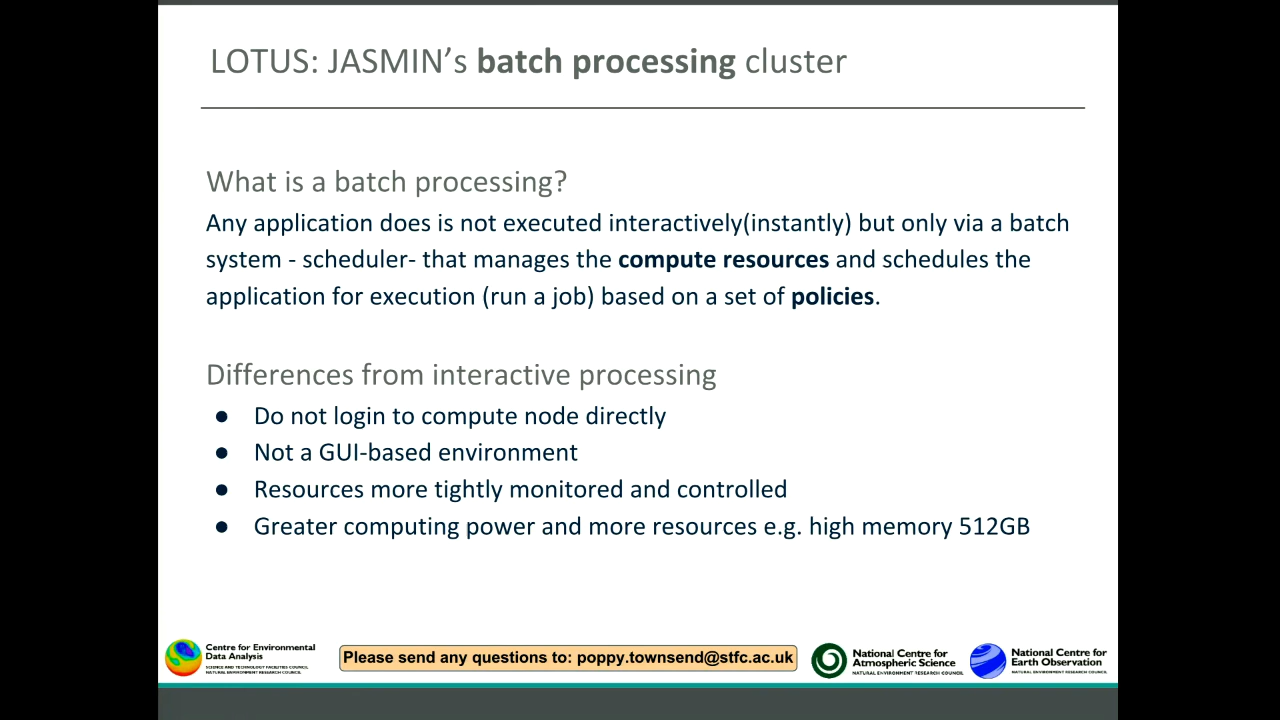 LOTUS: JASMIN’s batch processing cluster
What is a batch processing?
Any application does is not executed interactively(instantly) but only via a batch
system - scheduler- that manages the compute resources and schedules the
application for execution (run a job) based on a set of policies.
Differences from interactive processing
● Do not login to compute node directly
● Not a GUI-based environment
● Resources more tightly monitored and controlled
● Greater computing power and more resources e.g. high memory 512GB
Centre for Environmental
Data Analysis
SCIENCE AND TECHNOLOGY FACILITIES COUNCIL
NATURAL ENVIRONMENT RESEARCH COUNCIL
Please send any questions to: poppy.townsend@stfc.ac.uk
National Centre for
Atmospheric Science
NATURAL ENVIRONMENT RESEARCH COUNCIL
National Centre for
Earth Observation
NATURAL ENVIRONMENT RESEARCH COUNCIL